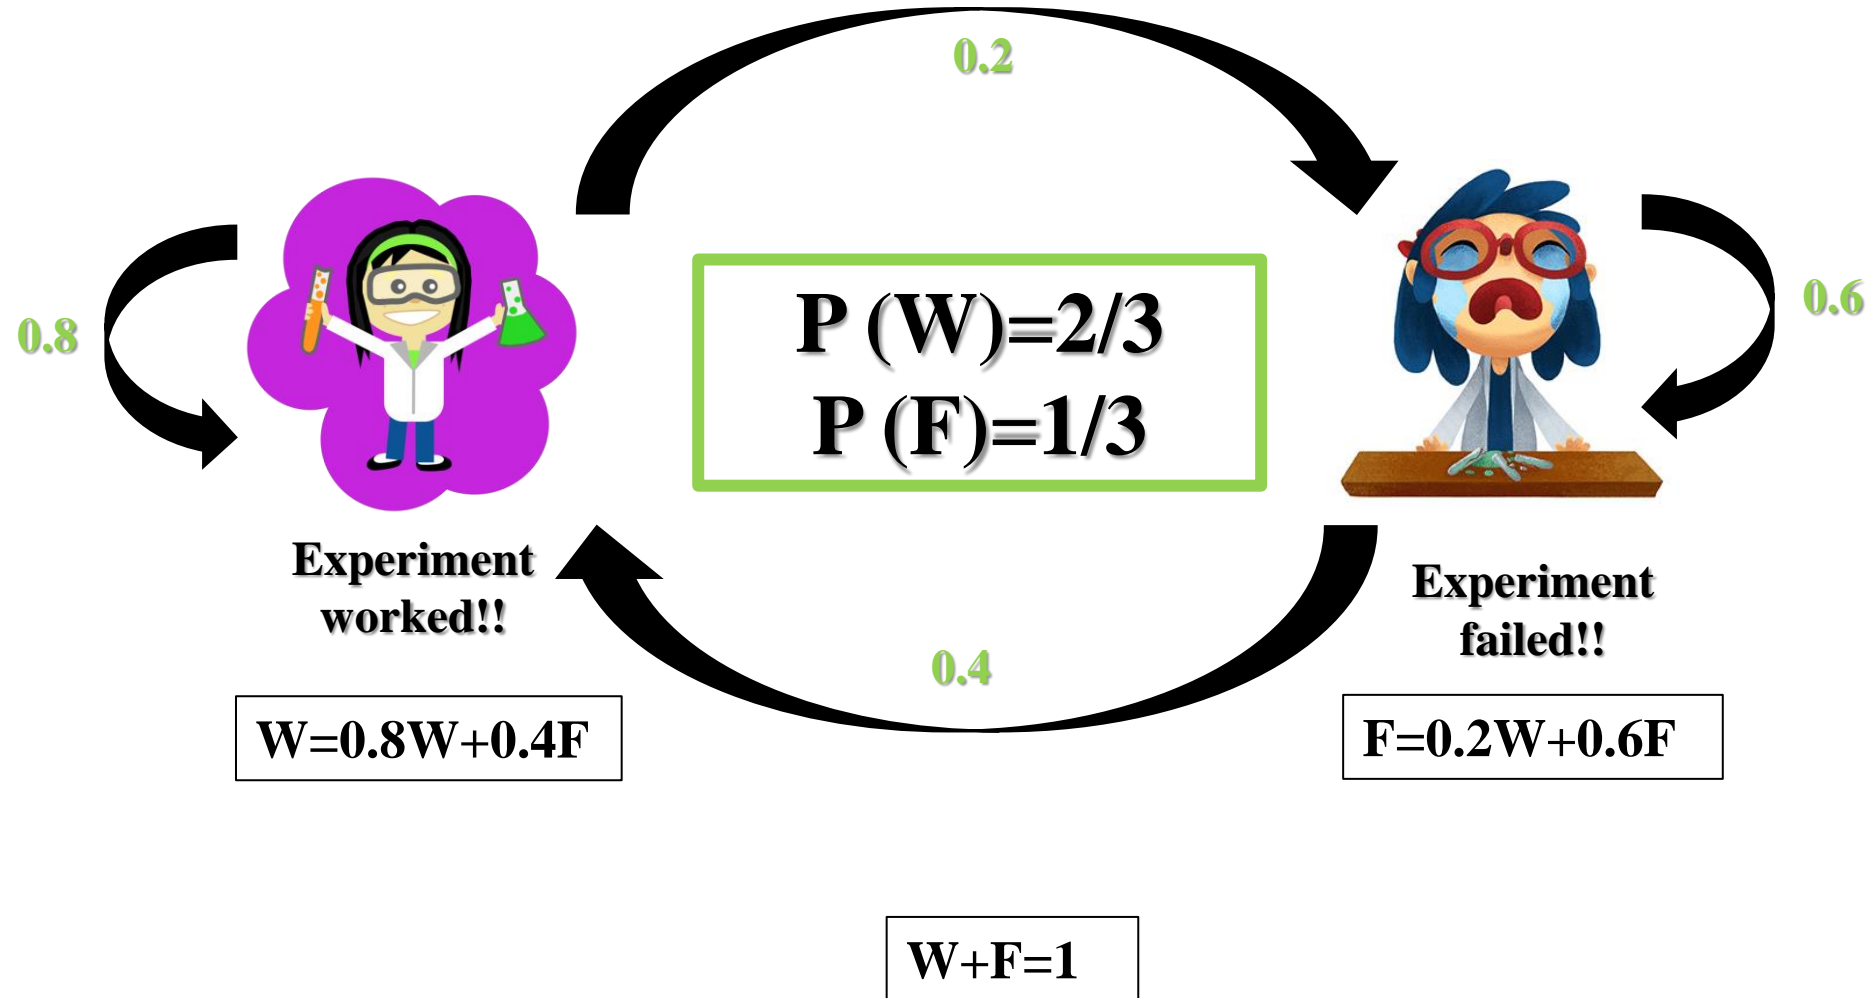 0.2
0.8
P (W)=2/3
P (F)=1/3
0.6
Experiment
worked!!
Experiment
failed!!
0.4
W=0.8W+0.4F
F=0.2W+0.6F
W+F=1